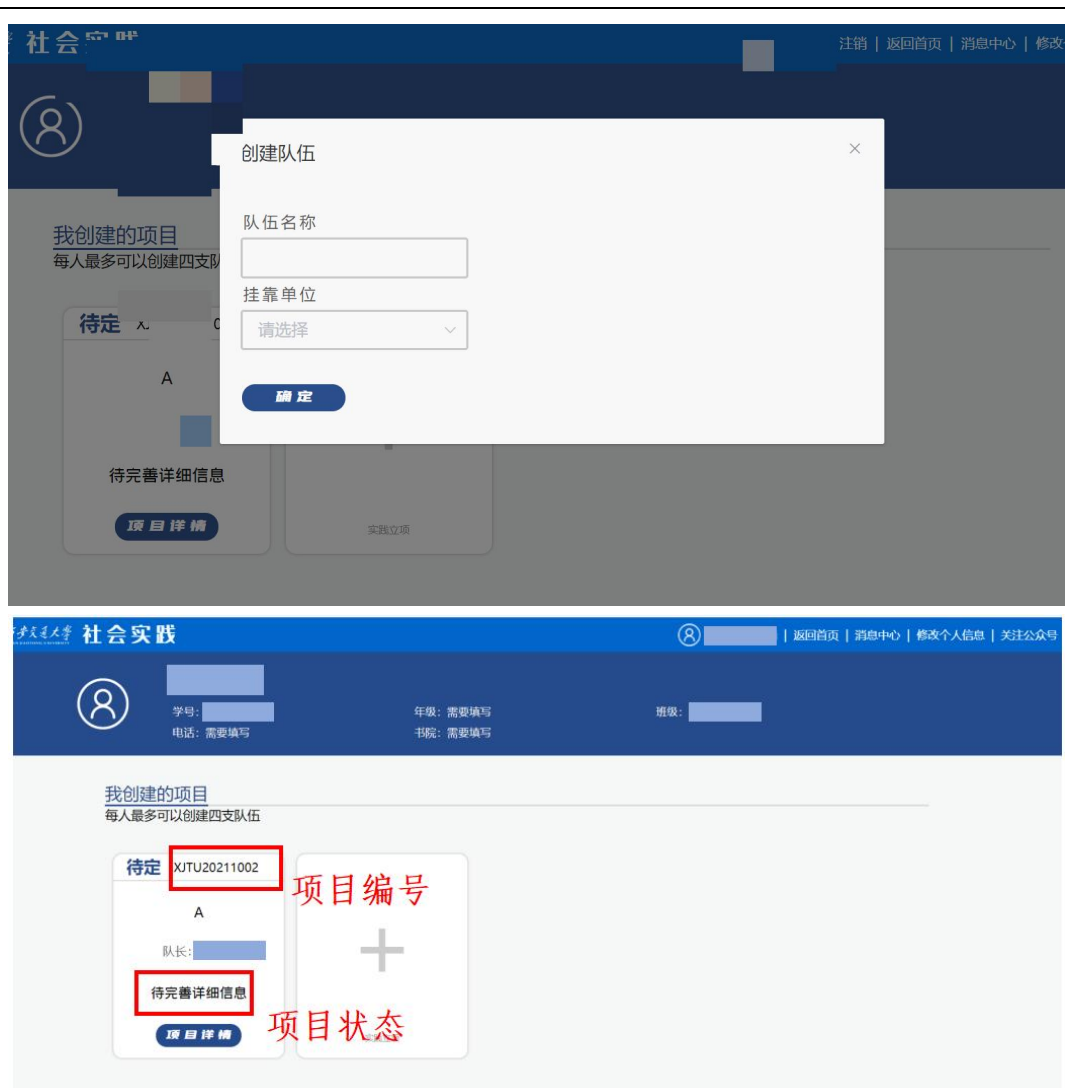 社会实
注销 | 返回首页 | 消息中心 | 修改
创建队伍
×
我创建的项目
每人最多可以创建四支队
队伍名称
挂靠单位
请选择
确定
待定
A
待完善详细信息
项目详情
实践立项
西安交通大学 社会实践
| 返回首页 | 消息中心 | 修改个人信息 | 关注公众号
学号: 年级: 需要填写 班级:
电话: 需要填写 书院: 需要填写
我创建的项目
每人最多可以创建四支队伍
待定 XJTU20211002
项目编号
A
队长:
待完善详细信息
项目状态
项目详情